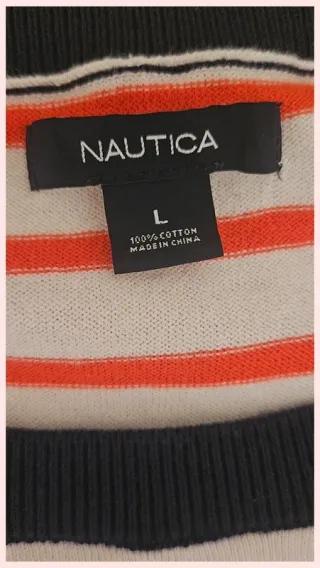 NAUTICA
L
100% COTTON
MADE IN CHINA